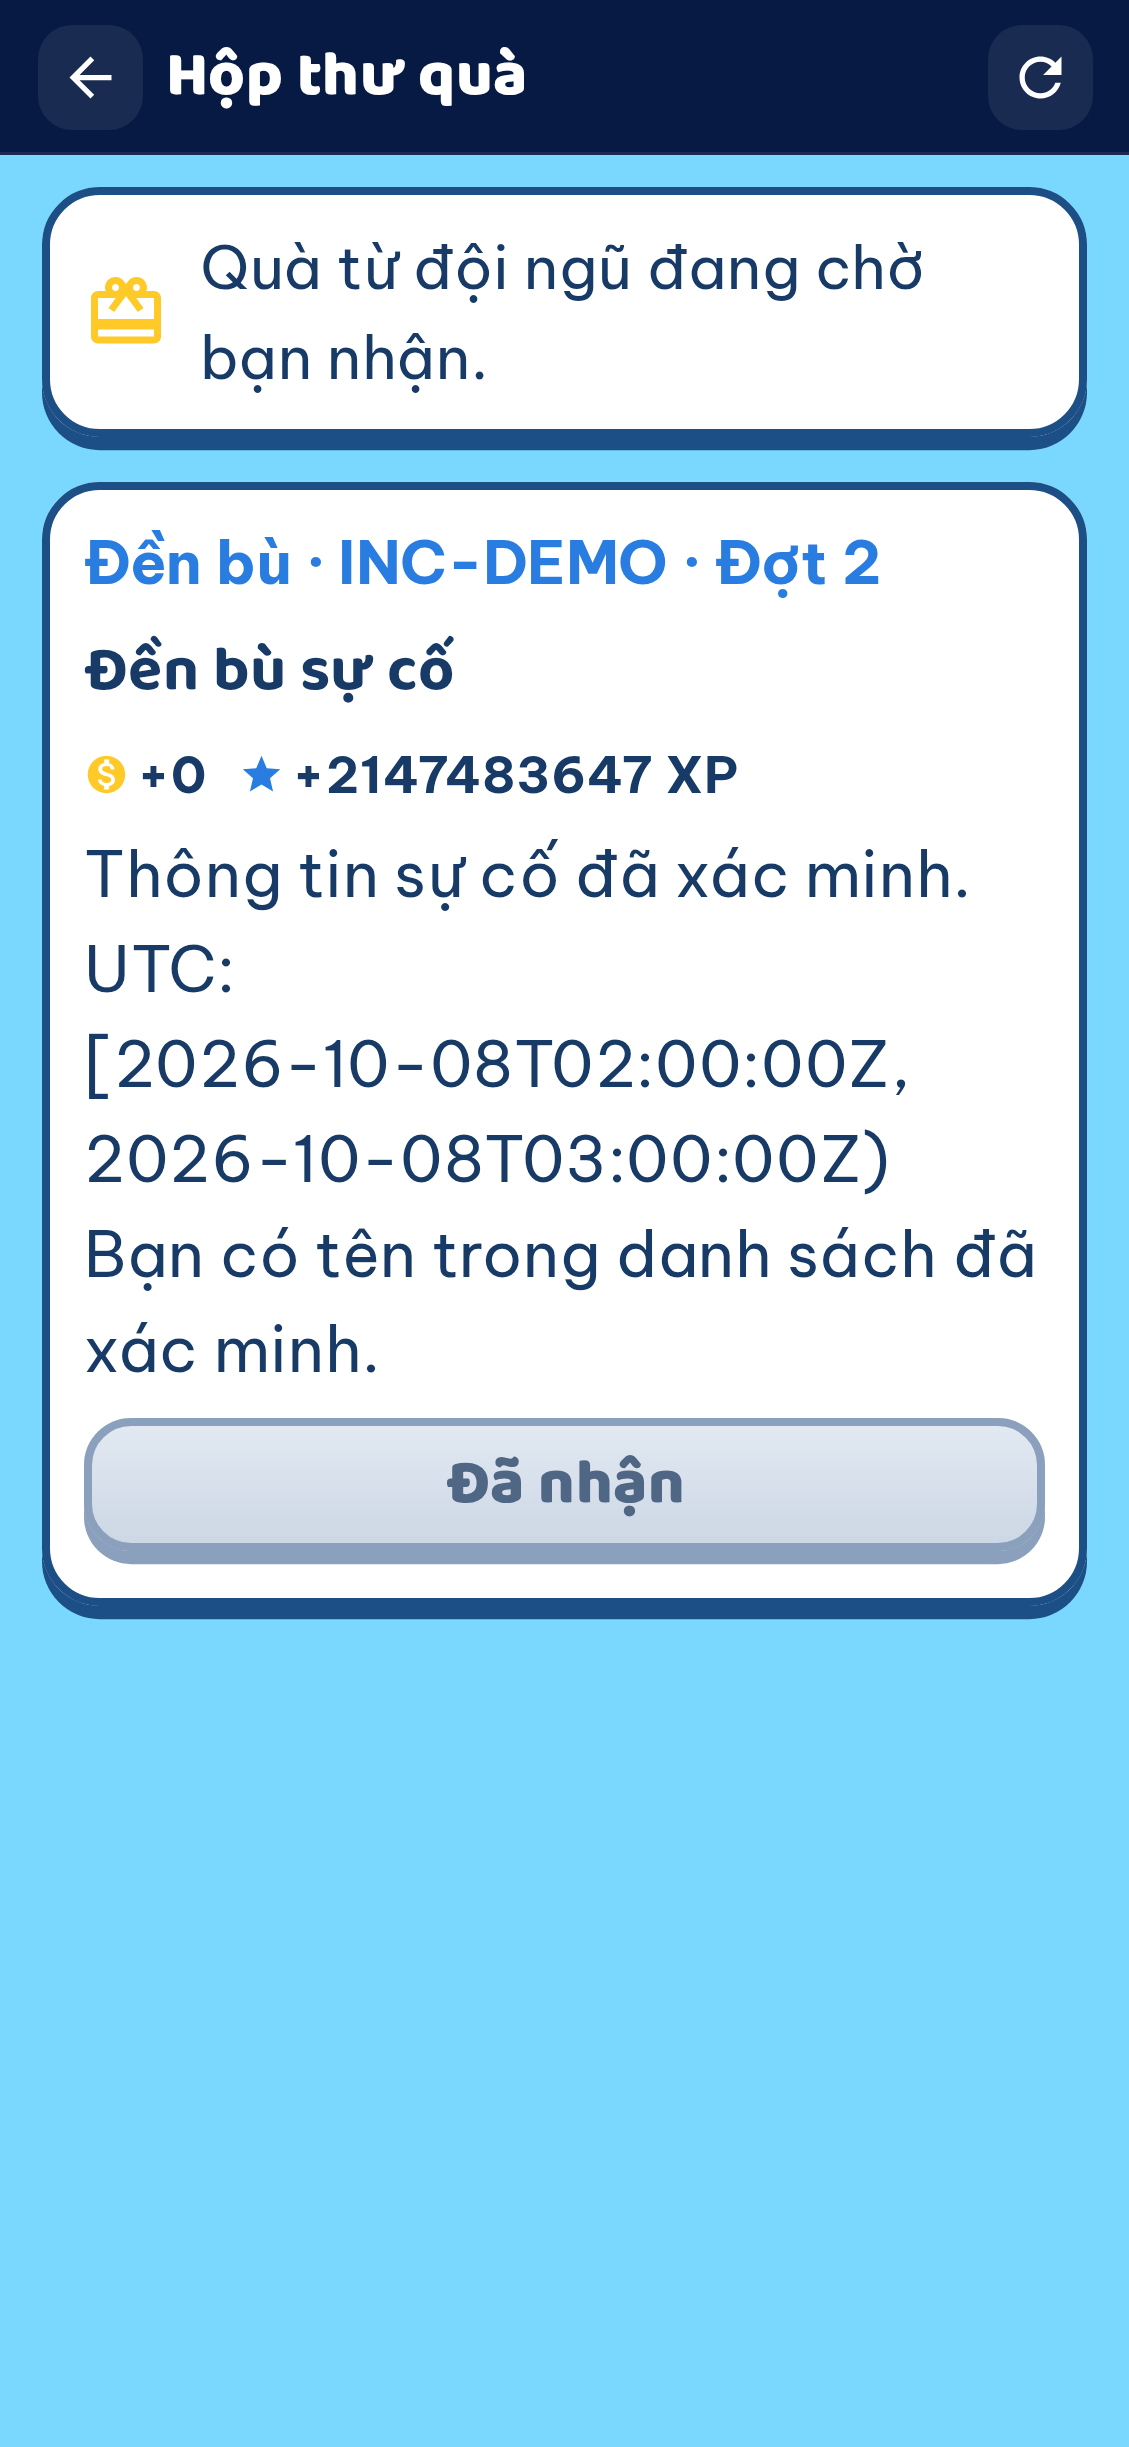 Hộp thư quà
Quà từ đội ngũ đang chờ
bạn nhận.
Đền bù · INC-DEMO · Đợt 2
Đền bù sự cố
+0 +2147483647 XP
Thông tin sự cố đã xác minh.
UTC:
[2026-10-08T02:00:00Z,
2026-10-08T03:00:00Z)
Bạn có tên trong danh sách đã
xác minh.
Đã nhận